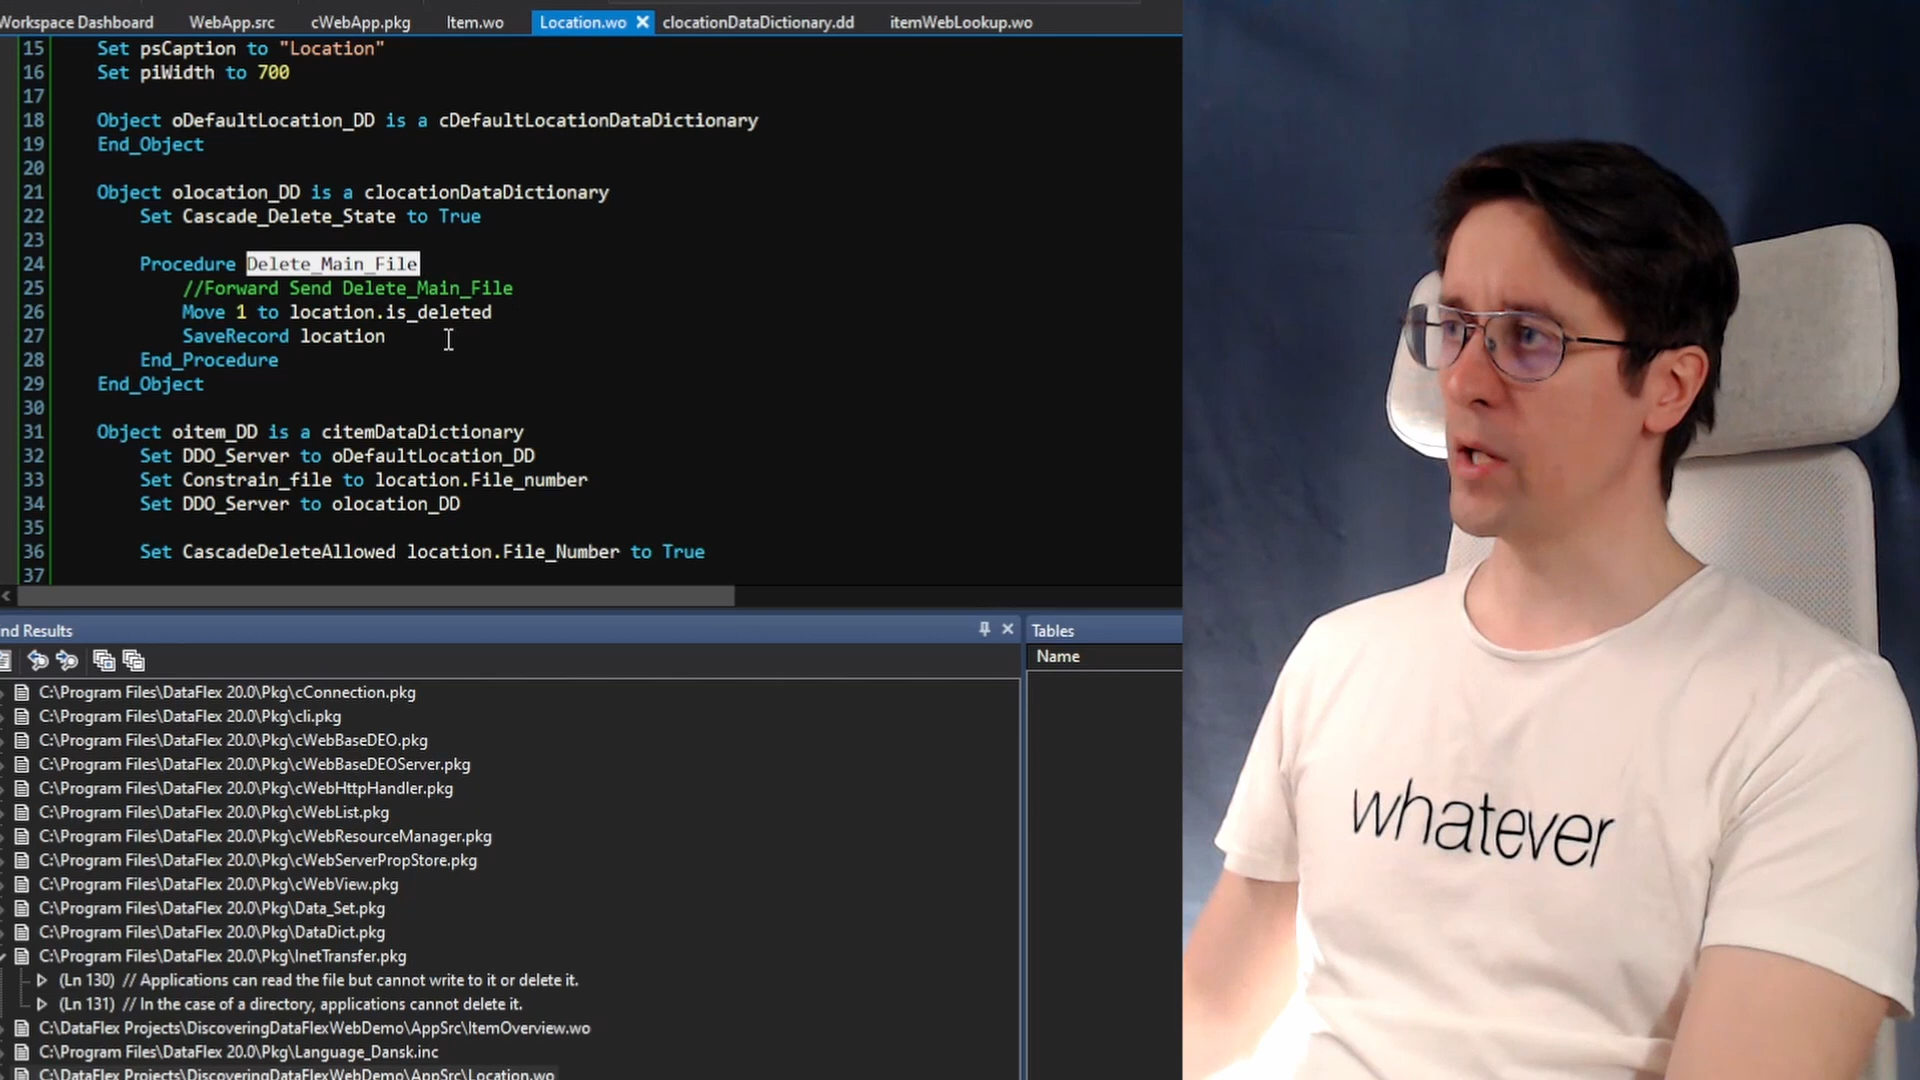 Workspace Dashboard WebApp.src cWebApp.pkg Item.wo Location.wo clocationDataDictionary.dd itemWebLookup.wo
15 Set psCaption to "Location"
16 Set piWidth to 700
17
18 Object oDefaultLocation_DD is a cDefaultLocationDataDictionary
19 End_Object
20
21 Object olocation_DD is a clocationDataDictionary
22 Set Cascade_Delete_State to True
23
24 Procedure Delete_Main_File
25 //Forward Send Delete_Main_File
26 Move 1 to location.is_deleted
27 SaveRecord location
28 End_Procedure
29 End_Object
30
31 Object oitem_DD is a citemDataDictionary
32 Set DDO_Server to oDefaultLocation_DD
33 Set Constrain_file to location.File_number
34 Set DDO_Server to olocation_DD
35
36 Set CascadeDeleteAllowed location.File_Number to True
37
nd Results
Tables
Name
C:\Program Files\DataFlex 20.0\Pkg\cConnection.pkg
C:\Program Files\DataFlex 20.0\Pkg\cli.pkg
C:\Program Files\DataFlex 20.0\Pkg\cWebBaseDEO.pkg
C:\Program Files\DataFlex 20.0\Pkg\cWebBaseDEOServer.pkg
C:\Program Files\DataFlex 20.0\Pkg\cWebHttpHandler.pkg
C:\Program Files\DataFlex 20.0\Pkg\cWebList.pkg
C:\Program Files\DataFlex 20.0\Pkg\cWebResourceManager.pkg
C:\Program Files\DataFlex 20.0\Pkg\cWebServerPropStore.pkg
C:\Program Files\DataFlex 20.0\Pkg\cWebView.pkg
C:\Program Files\DataFlex 20.0\Pkg\Data_Set.pkg
C:\Program Files\DataFlex 20.0\Pkg\DataDict.pkg
C:\Program Files\DataFlex 20.0\Pkg\InetTransfer.pkg
(Ln 130) // Applications can read the file but cannot write to it or delete it.
(Ln 131) // In the case of a directory, applications cannot delete it.
C:\DataFlex Projects\DiscoveringDataFlexWebDemo\AppSrc\ItemOverview.wo
C:\Program Files\DataFlex 20.0\Pkg\Language_Dansk.inc
C:\DataFlex Projects\DiscoveringDataFlexWebDemo\AppSrc\Location.wo
whatever